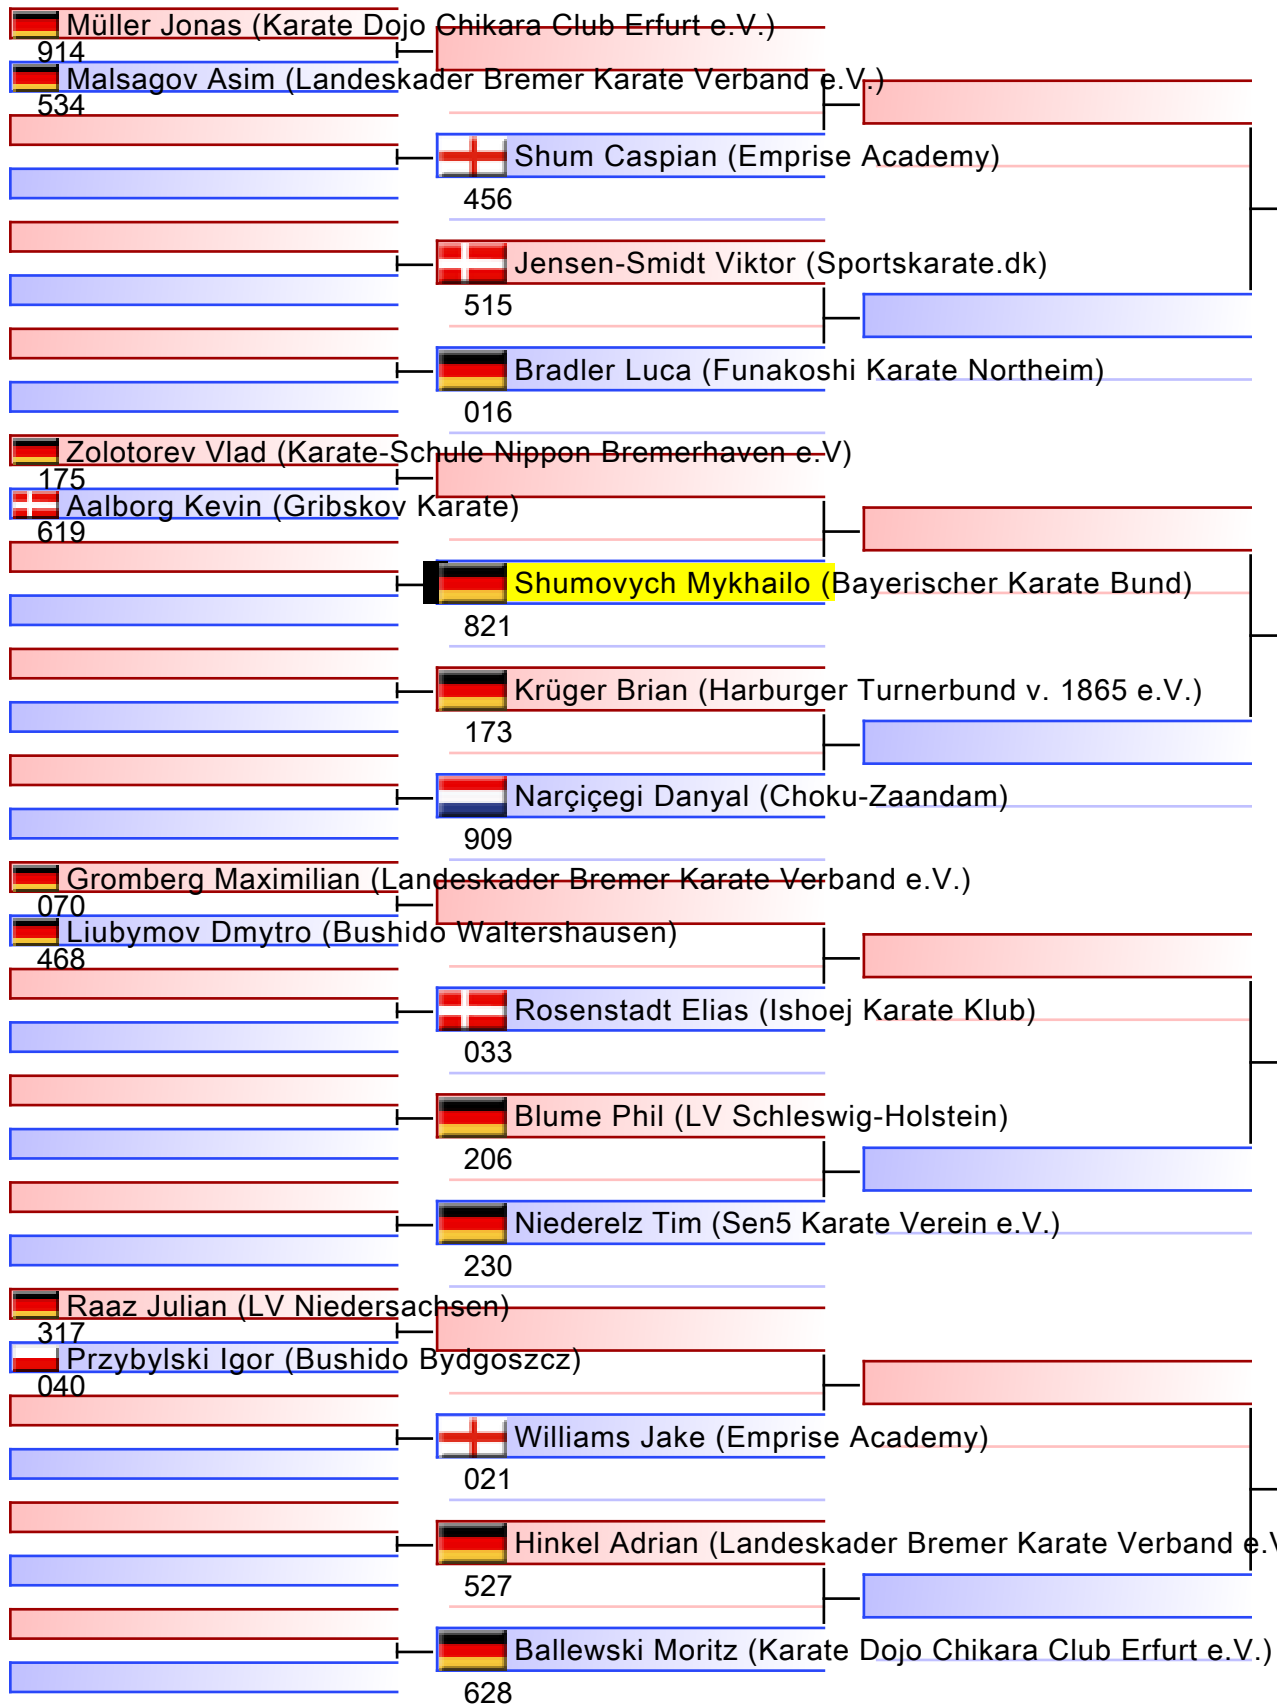 Müller Jonas (Karate Dojo Chikara Club Erfurt e.V.)
914
Malsagov Asim (Landeskader Bremer Karate Verband e.V.)
534
Shum Caspian (Emprise Academy)
456
Jensen-Smidt Viktor (Sportskarate.dk)
515
Bradler Luca (Funakoshi Karate Northeim)
016
Zolotorev Vlad (Karate-Schule Nippon Bremerhaven e.V)
175
Aalborg Kevin (Gribskov Karate)
619
Shumovych Mykhailo (Bayerischer Karate Bund)
821
Krüger Brian (Harburger Turnerbund v. 1865 e.V.)
173
Narçiçegi Danyal (Choku-Zaandam)
909
Gromberg Maximilian (Landeskader Bremer Karate Verband e.V.)
070
Liubymov Dmytro (Bushido Waltershausen)
468
Rosenstadt Elias (Ishoej Karate Klub)
033
Blume Phil (LV Schleswig-Holstein)
206
Niederelz Tim (Sen5 Karate Verein e.V.)
230
Raaz Julian (LV Niedersachsen)
317
Przybylski Igor (Bushido Bydgoszcz)
040
Williams Jake (Emprise Academy)
021
Hinkel Adrian (Landeskader Bremer Karate Verband e.V
527
Ballewski Moritz (Karate Dojo Chikara Club Erfurt e.V.)
628